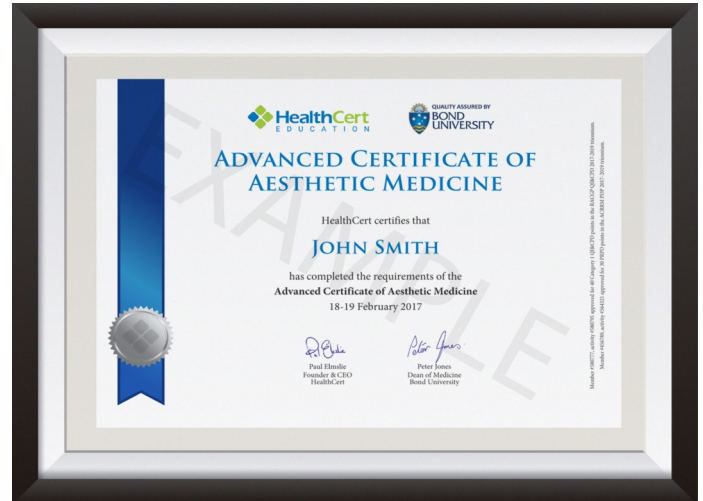 HealthCert
EDUCATION
QUALITY ASSURED BY
BOND
UNIVERSITY
ADVANCED CERTIFICATE OF
AESTHETIC MEDICINE
HealthCert certifies that
JOHN SMITH
has completed the requirements of the
Advanced Certificate of Aesthetic Medicine
18-19 February 2017
Paul Elmslie
Founder & CEO
HealthCert
Peter Jones
Peter Jones
Dean of Medicine
Bond University
EXAMPLE